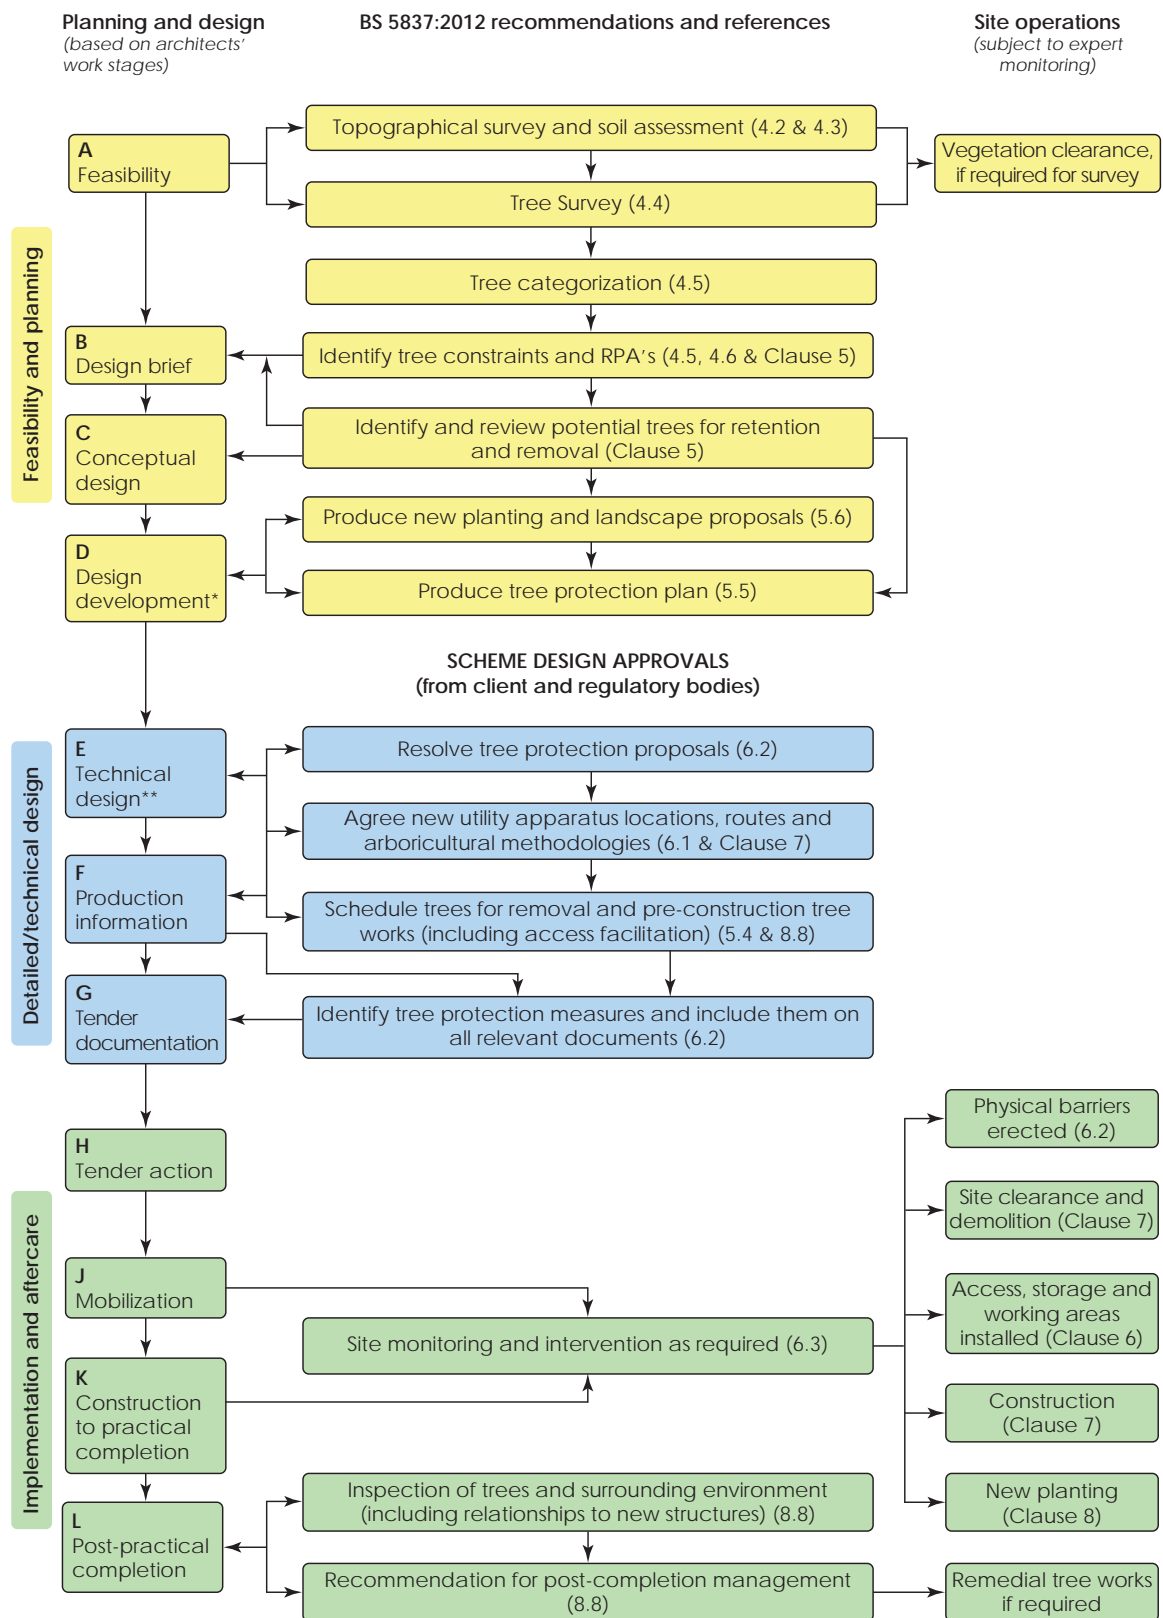 Planning and design
(based on architects'
work stages)
BS 5837:2012 recommendations and references
Site operations
(subject to expert
monitoring)
Feasibility and planning
A
Feasibility
Topographical survey and soil assessment (4.2 & 4.3)
Tree Survey (4.4)
Vegetation clearance,
if required for survey
Tree categorization (4.5)
B
Design brief
Identify tree constraints and RPA's (4.5, 4.6 & Clause 5)
C
Conceptual
design
Identify and review potential trees for retention
and removal (Clause 5)
Produce new planting and landscape proposals (5.6)
D
Design
development*
Produce tree protection plan (5.5)
SCHEME DESIGN APPROVALS
(from client and regulatory bodies)
Detailed/technical design
E
Technical
design**
Resolve tree protection proposals (6.2)
Agree new utility apparatus locations, routes and
arboricultural methodologies (6.1 & Clause 7)
F
Production
information
Schedule trees for removal and pre-construction tree
works (including access facilitation) (5.4 & 8.8)
G
Tender
documentation
Identify tree protection measures and include them on
all relevant documents (6.2)
Implementation and aftercare
H
Tender action
Physical barriers
erected (6.2)
Site clearance and
demolition (Clause 7)
J
Mobilization
Site monitoring and intervention as required (6.3)
Access, storage and
working areas
installed (Clause 6)
K
Construction
to practical
completion
Construction
(Clause 7)
New planting
(Clause 8)
L
Post-practical
completion
Inspection of trees and surrounding environment
(including relationships to new structures) (8.8)
Recommendation for post-completion management
(8.8)
Remedial tree works
if required